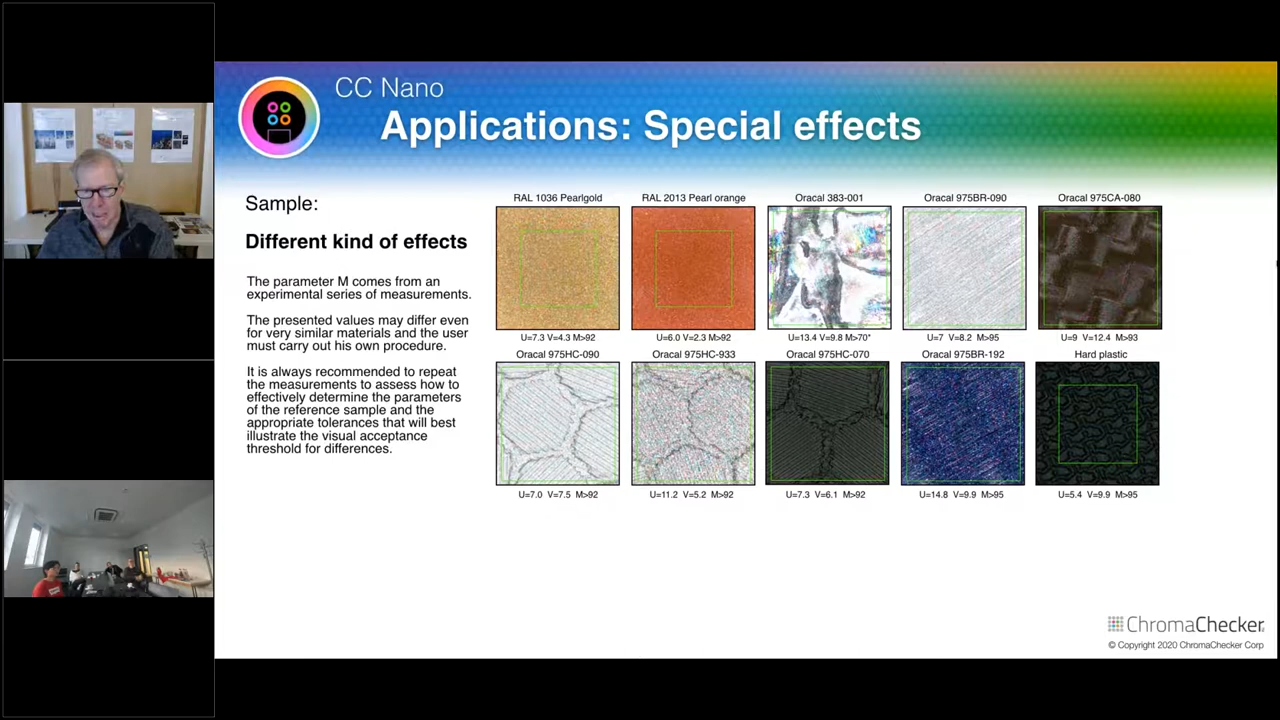 CC Nano
Applications: Special effects
Sample:
Different kind of effects
The parameter M comes from an
experimental series of measurements.
The presented values may differ even
for very similar materials and the user
must carry out his own procedure.
It is always recommended to repeat
the measurements to assess how to
effectively determine the parameters
of the reference sample and the
appropriate tolerances that will best
illustrate the visual acceptance
threshold for differences.
RAL 1036 Pearlgold
RAL 2013 Pearl orange
Oracal 383-001
Oracal 975BR-090
Oracal 975CA-080
U=7.3 V=4.3 M>92
U=6.0 V=2.3 M>92
U=13.4 V=9.8 M>70*
U=7 V=8.2 M>95
U=9 V=12.4 M>93
Oracal 975HC-090
Oracal 975HC-933
Oracal 975HC-070
Oracal 975BR-192
Hard plastic
U=7.0 V=7.5 M>92
U=11.2 V=5.2 M>92
U=7.3 V=6.1 M>92
U=14.8 V=9.9 M>95
U=5.4 V=9.9 M>95
ChromaChecker
© Copyright 2020 ChromaChecker Corp